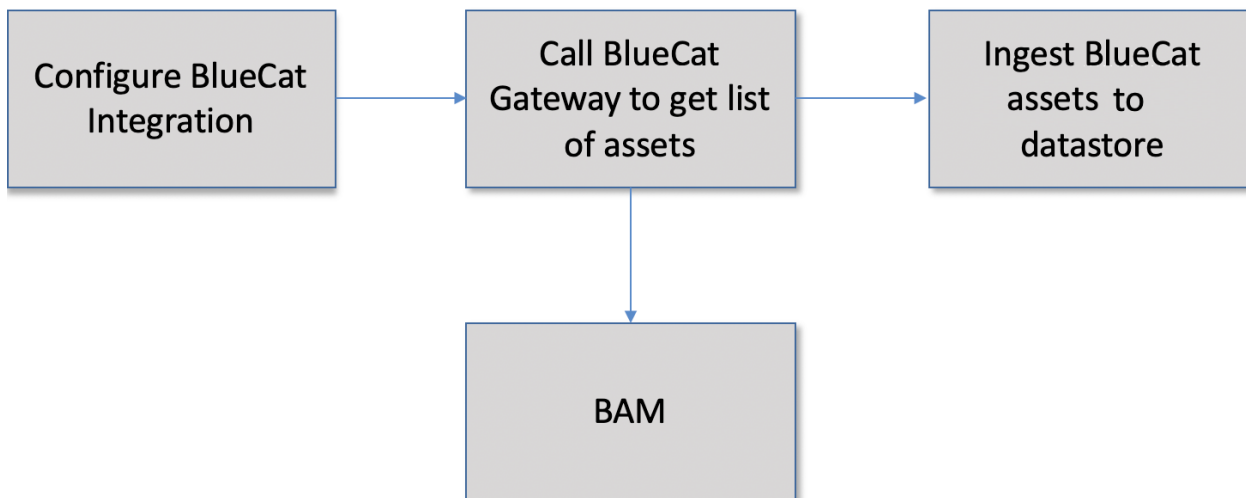 Configure BlueCat
Integration
Call BlueCat
Gateway to get list
of assets
Ingest BlueCat
assets to
datastore
BAM